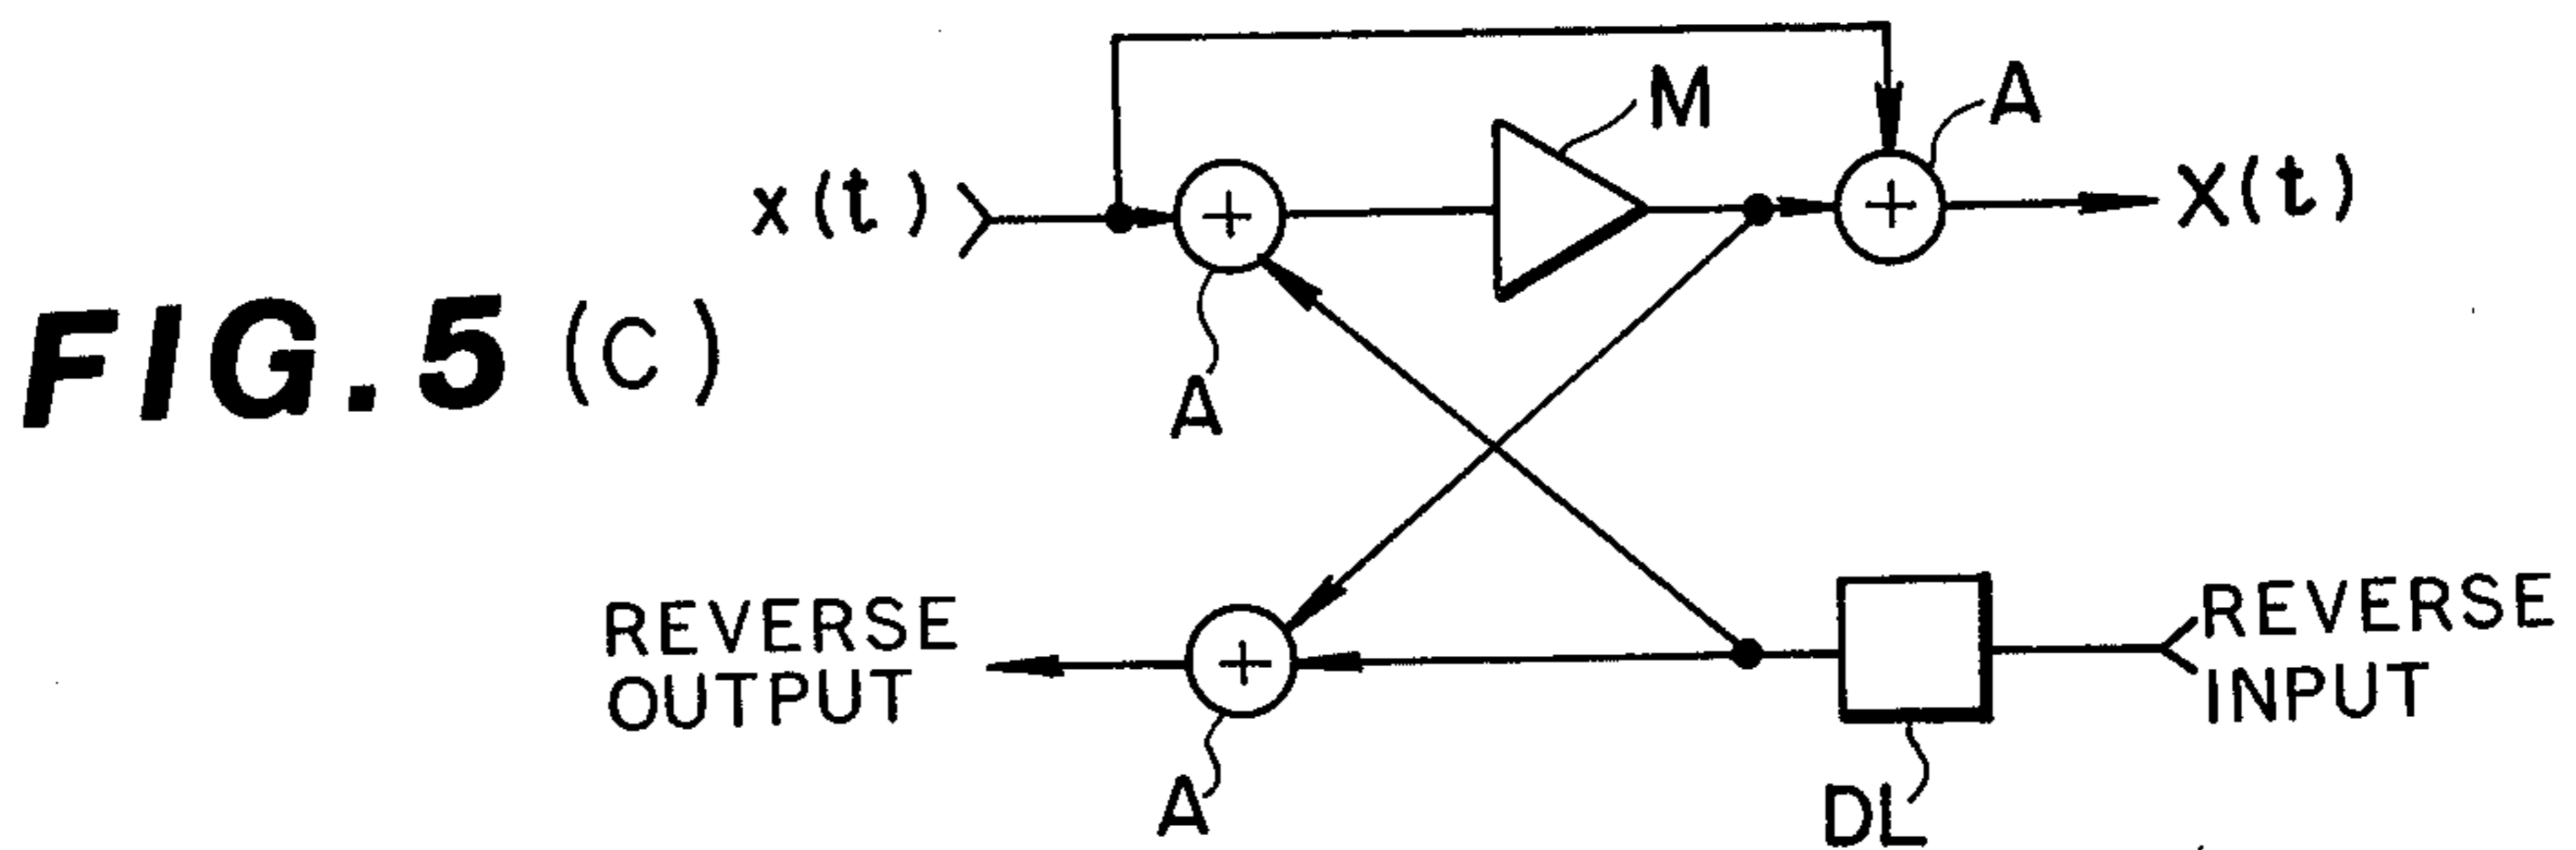 M
A
x(t)
X(t)
FIG. 5 (C)
A
REVERSE
OUTPUT
REVERSE
INPUT
A
DL